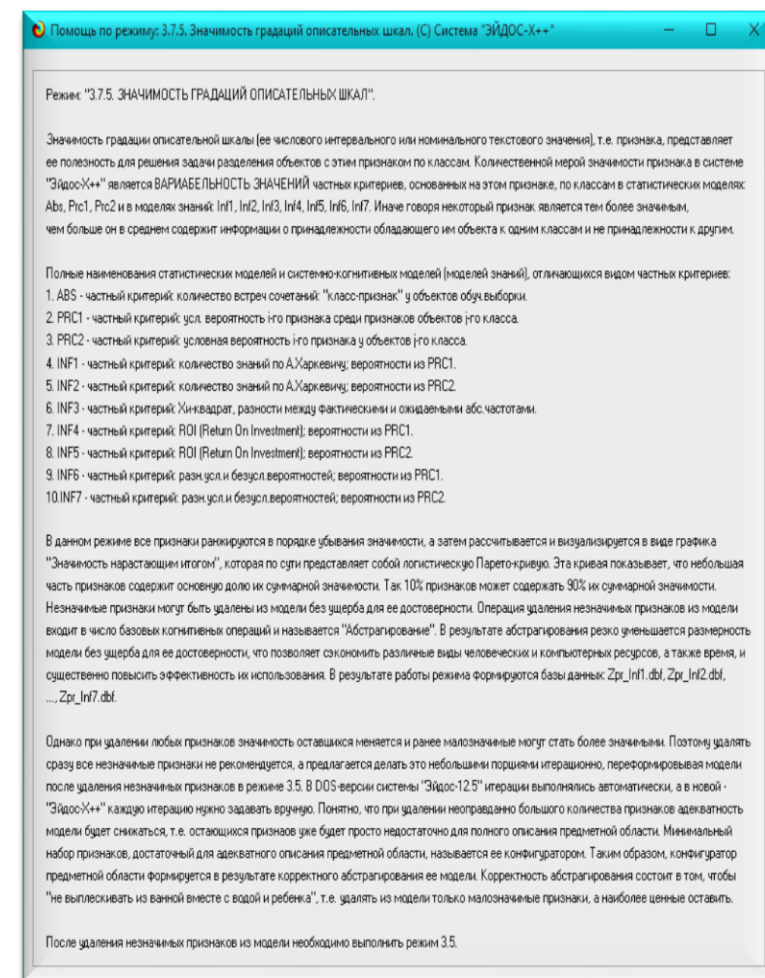 Помощь по режиму: 3.7.5. Значимость градаций описательных шкал. (C) Система "ЭЙДОС-X++"
Режим: "3.7.5. ЗНАЧИМОСТЬ ГРАДАЦИЙ ОПИСАТЕЛЬНЫХ ШКАЛ".
Значимость градации описательной шкалы (ее числового интервального или номинального текстового значения), т.е. признака, представляет
ее полезность для решения задачи разделения объектов с этим признаком по классам. Количественной мерой значимости признака в системе
"Эйдос-X++" является ВАРИАБЕЛЬНОСТЬ ЗНАЧЕНИЙ частных критериев, основанных на этом признаке, по классам в статистических моделях:
Abs, Prc1, Prc2 и в моделях знаний: Inf1, Inf2, Inf3, Inf4, Inf5, Inf6, Inf7. Иначе говоря некоторый признак является тем более значимым,
чем больше он в среднем содержит информации о принадлежности обладающего им объекта к одним классам и не принадлежности к другим.
Полные наименования статистических моделей и системно-когнитивных моделей (моделей знаний), отличающихся видом частных критериев:
1. ABS - частный критерий: количество встреч сочетаний: "класс-признак" у объектов обуч.выборки.
2. PRC1 - частный критерий: усл. вероятность i-го признака среди признаков объектов j-го класса.
3. PRC2 - частный критерий: условная вероятность i-го признака у объектов j-го класса.
4. INF1 - частный критерий: количество знаний по А.Харкевичу; вероятности из PRC1.
5. INF2 - частный критерий: количество знаний по А.Харкевичу; вероятности из PRC2.
6. INF3 - частный критерий: Хи-квадрат, разности между фактическими и ожидаемыми абс.частотами.
7. INF4 - частный критерий: ROI (Return On Investment); вероятности из PRC1.
8. INF5 - частный критерий: ROI (Return On Investment); вероятности из PRC2.
9. INF6 - частный критерий: разн.усл.и безусл.вероятностей; вероятности из PRC1.
10.INF7 - частный критерий: разн.усл.и безусл.вероятностей; вероятности из PRC2.
В данном режиме все признаки ранжируются в порядке убывания значимости, а затем рассчитывается и визуализируется в виде графика
"Значимость нарастающим итогом", которая по сути представляет собой логистическую Парето-кривую. Эта кривая показывает, что небольшая
часть признаков содержит основную долю их суммарной значимости. Так 10% признаков может содержать 90% их суммарной значимости.
Незначимые признаки могут быть удалены из модели без ущерба для ее достоверности. Операция удаления незначимых признаков из модели
входит в число базовых когнитивных операций и называется "Абстрагирование". В результате абстрагирования резко уменьшается размерность
модели без ущерба для ее достоверности, что позволяет сэкономить различные виды человеческих и компьютерных ресурсов, а также время, и
существенно повысить эффективность их использования. В результате работы режима формируются базы данных: Zpr_Inf1.dbf, Zpr_Inf2.dbf,
..., Zpr_Inf7.dbf.
Однако при удалении любых признаков значимость оставшихся меняется и ранее малозначимые могут стать более значимыми. Поэтому удалять
сразу все незначимые признаки не рекомендуется, а предлагается делать это небольшими порциями итерационно, переформировывая модели
после удаления незначимых признаков в режиме 3.5. В DOS-версии системы "Эйдос-12.5" итерации выполнялись автоматически, а в новой -
"Эйдос-X++" каждую итерацию нужно задавать вручную. Понятно, что при удалении неоправданно большого количества признаков адекватность
модели будет снижаться, т.е. остающихся признаов уже будет просто недостаточно для полного описания предметной области. Минимальный
набор признаков, достаточный для адекватного описания предметной области, называется ее конфигуратором. Таким образом, конфигуратор
предметной области формируется в результате корректного абстрагирования ее модели. Корректность абстрагирования состоит в том, чтобы
"не выплескивать из ванной вместе с водой и ребенка", т.е. удалять из модели только малозначимые признаки, а наиболее ценные оставить.
После удаления незначимых признаков из модели необходимо выполнить режим 3.5.